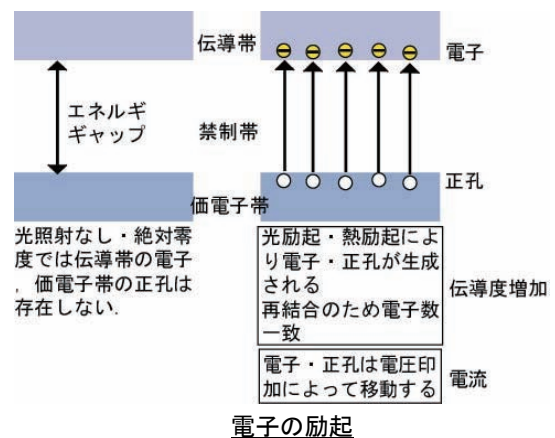 伝導帯
電子
エネルギ
ギャップ
禁制帯
正孔
価電子帯
光照射なし・絶対零
度では伝導帯の電子
，価電子帯の正孔は
存在しない.
光励起・熱励起によ
り電子・正孔が生成
される
再結合のため電子数
一致
伝導度増加
電子・正孔は電圧印
加によって移動する
電流
電子の励起